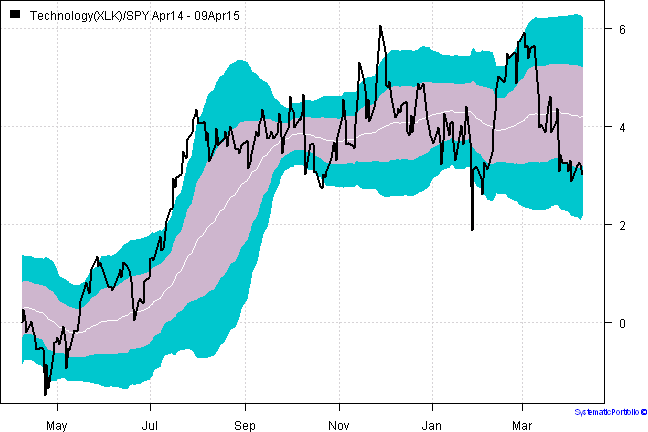 Technology(XLK)/SPY Apr14 - 09Apr15
6
4
2
0
May Jul Sep Nov Jan Mar
SystematicPortfolio ©